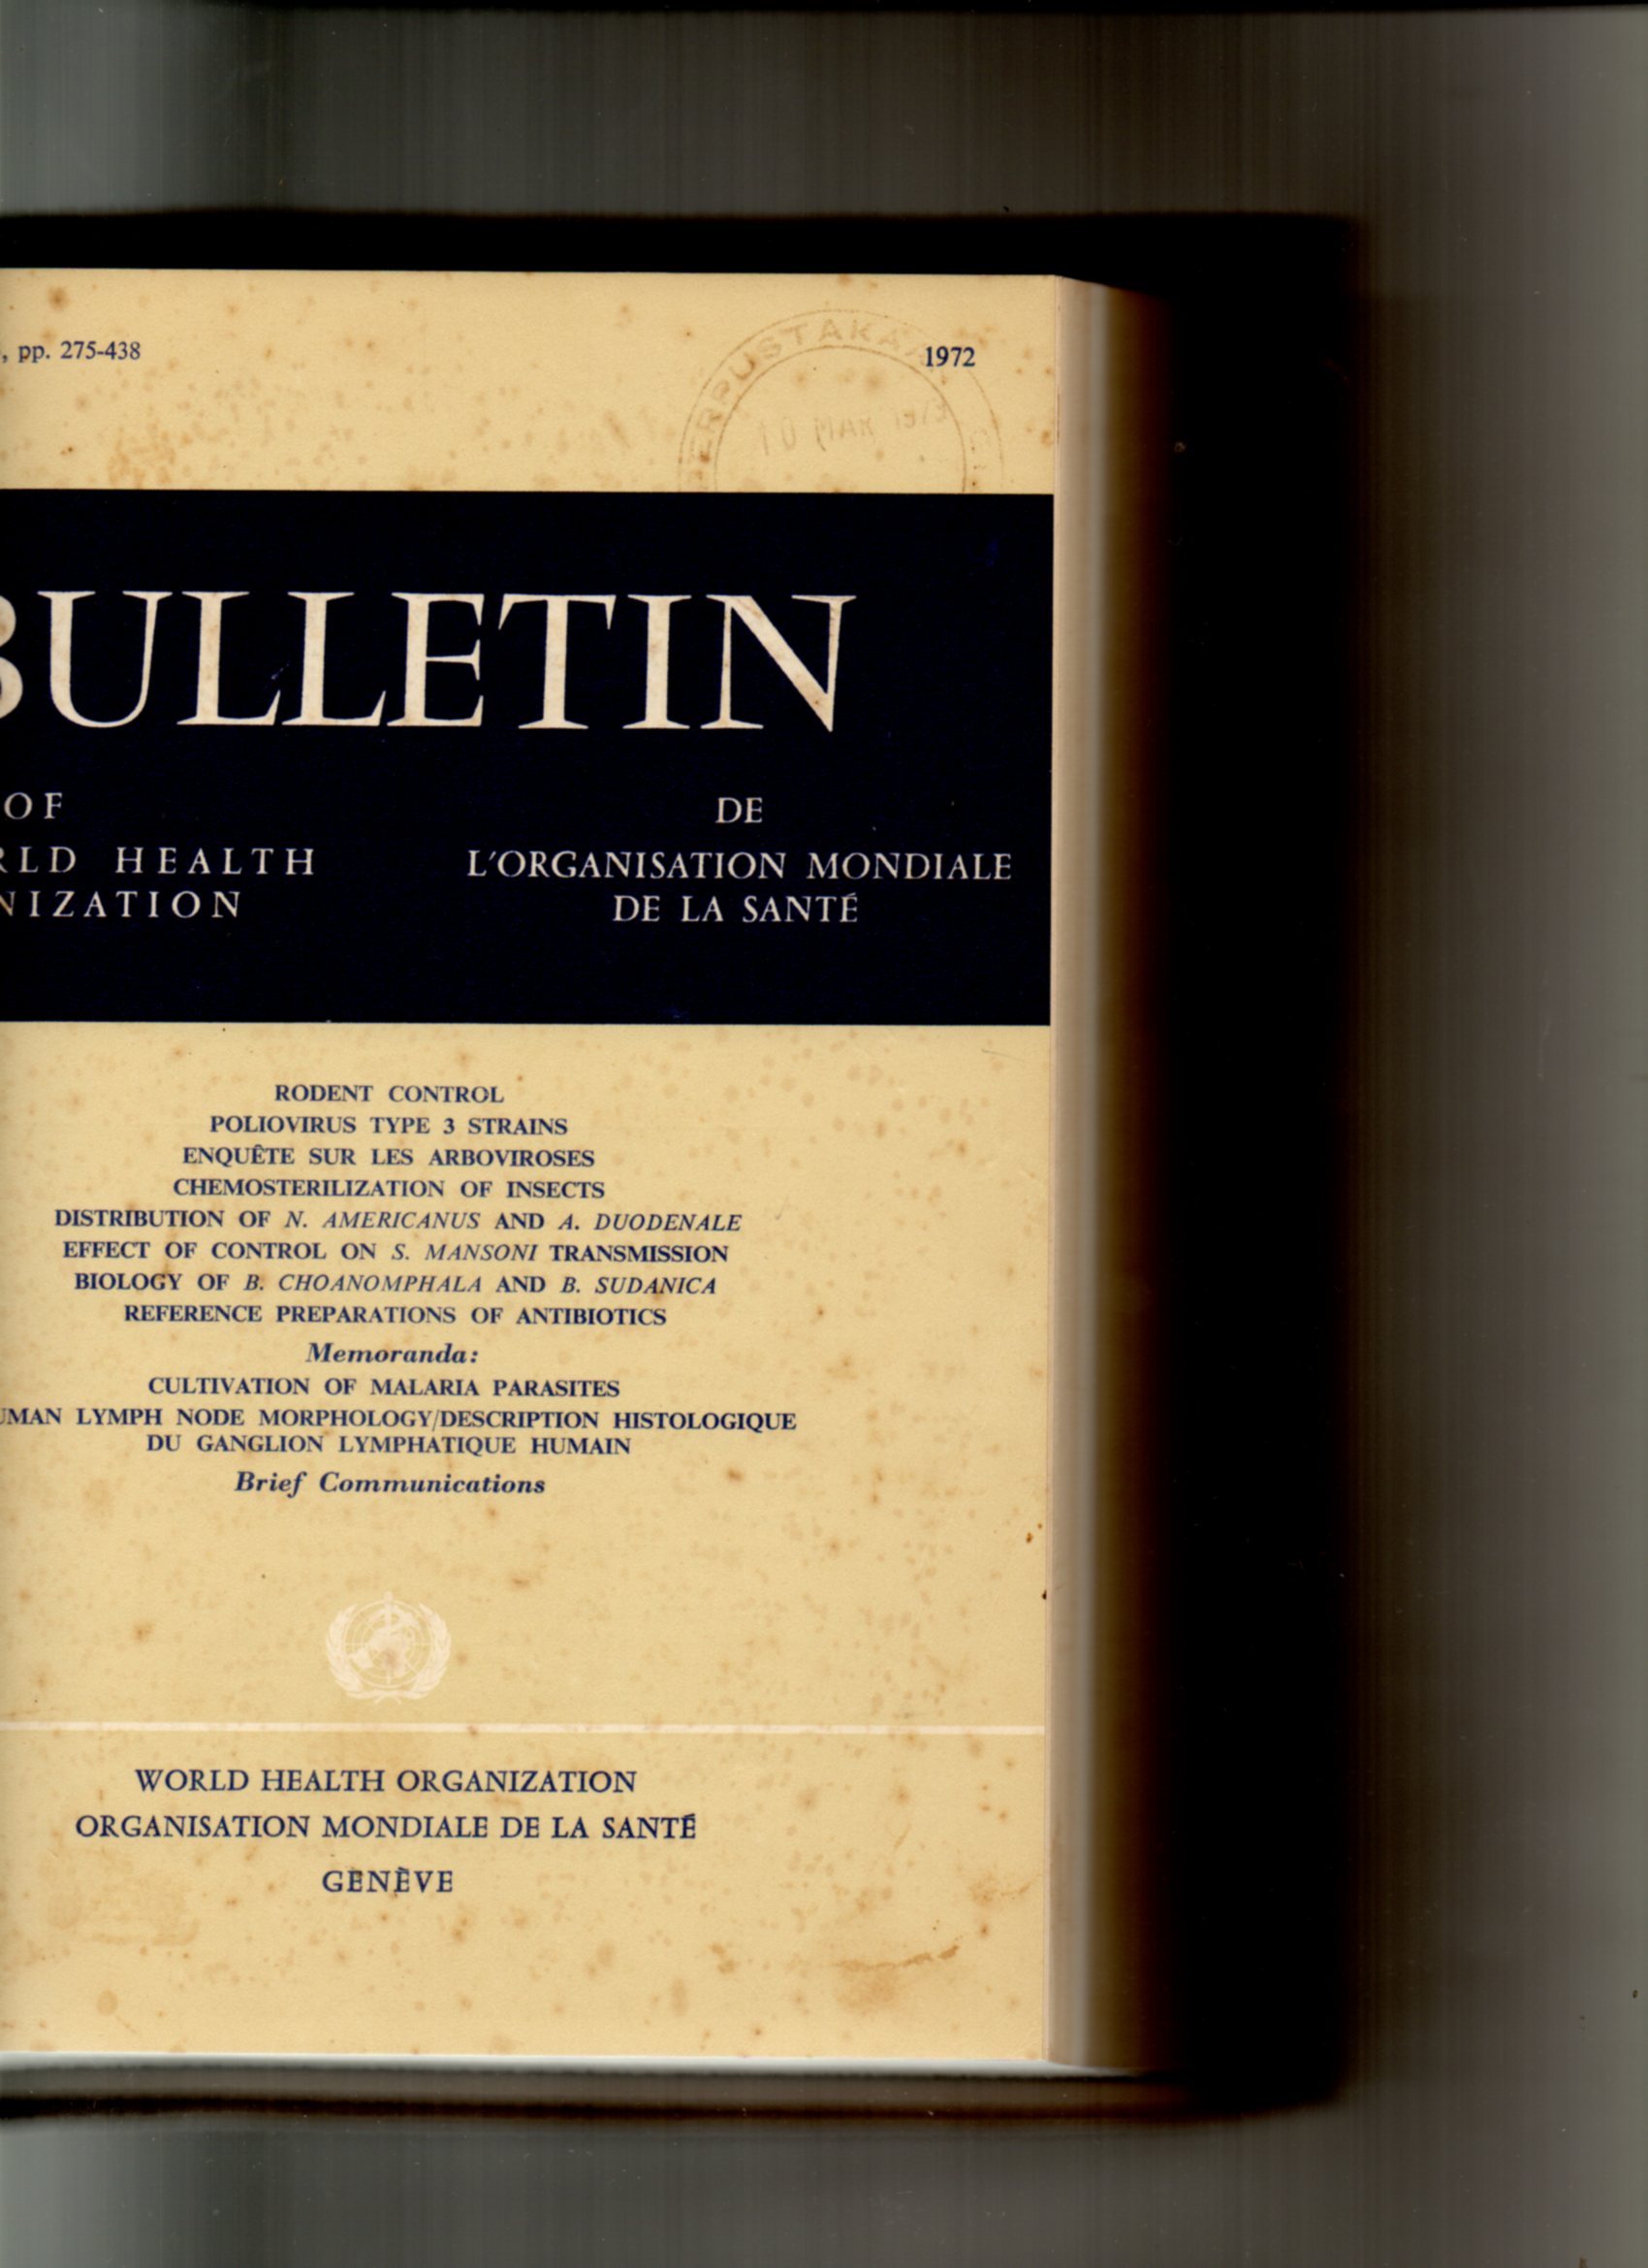 , pp. 275-438
1972
PERPUSTAKAAN
BULLETIN
OF
RLD HEALTH
NIZATION
DE
L'ORGANISATION MONDIALE
DE LA SANTÉ
RODENT CONTROL
POLIOVIRUS TYPE 3 STRAINS
ENQUÊTE SUR LES ARBOVIROSES
CHEMOSTERILIZATION OF INSECTS
DISTRIBUTION OF N. AMERICANUS AND A. DUODENALE
EFFECT OF CONTROL ON S. MANSONI TRANSMISSION
BIOLOGY OF B. CHOANOMPHALA AND B. SUDANICA
REFERENCE PREPARATIONS OF ANTIBIOTICS
Memoranda:
CULTIVATION OF MALARIA PARASITES
UMAN LYMPH NODE MORPHOLOGY/DESCRIPTION HISTOLOGIQUE
DU GANGLION LYMPHATIQUE HUMAIN
Brief Communications
WORLD HEALTH ORGANIZATION
ORGANISATION MONDIALE DE LA SANTÉ
GENÈVE